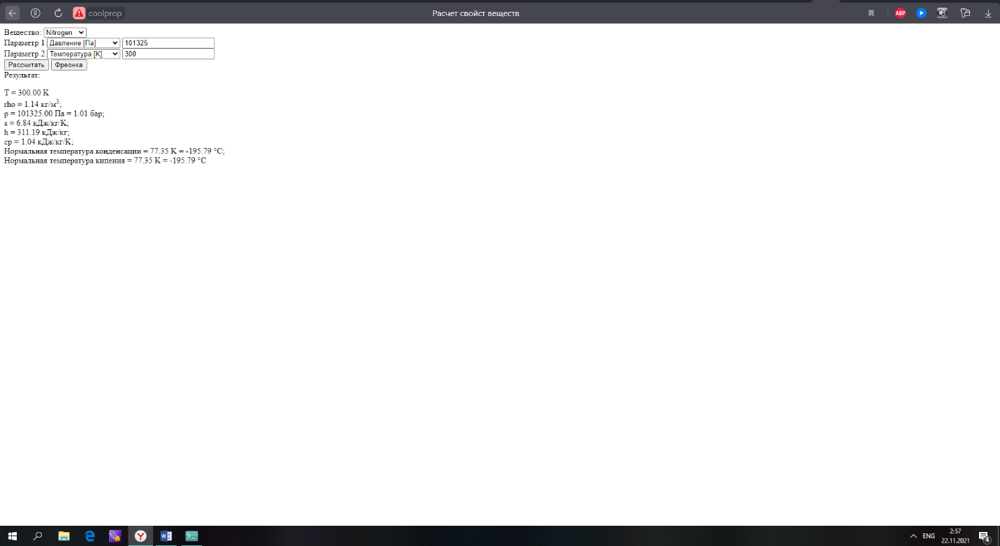 Я
coolprop
Расчет свойст веществ
ABP
Вещество: Nitrogen
Параметр 1 Давление [Па] 101325
Параметр 2 Температура [K] 300
Рассчитать Фреонка
Результат:
T = 300.00 K
rho = 1.14 кг/м³;
p = 101325.00 Па = 1.01 бар;
s = 6.84 кДж/кг/K;
h = 311.19 кДж/кг;
cp = 1.04 кДж/кг/K;
Нормальная температура конденсации = 77.35 K = -195.79 °C;
Нормальная температура кипения = 77.35 K = -195.79 °C
ENG
2:57
22.11.2021
4